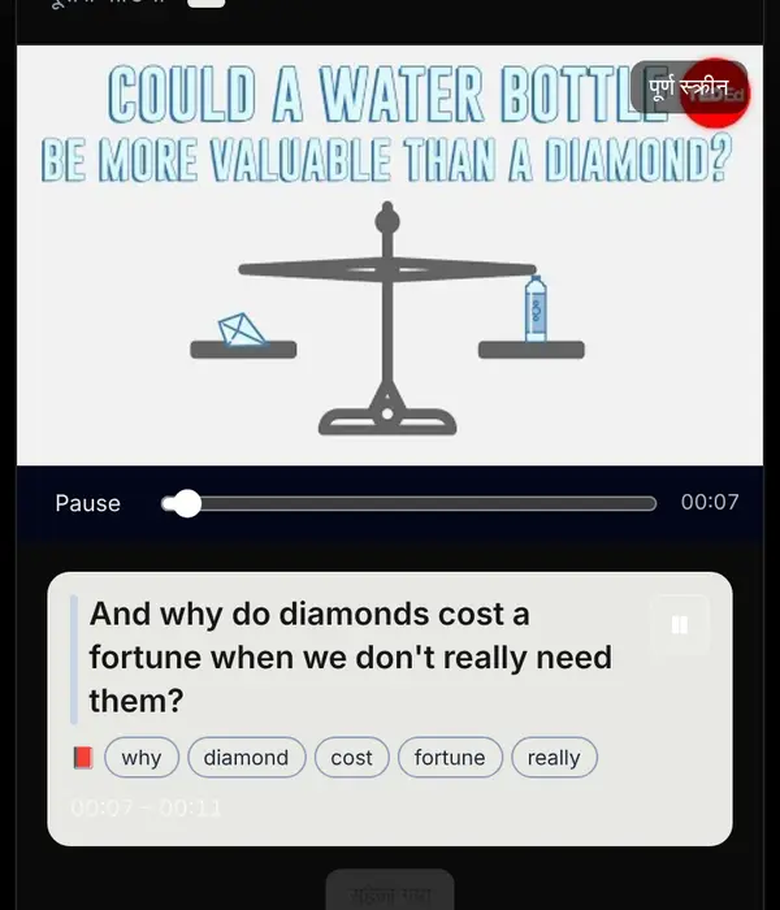 COULD A WATER BOTTLE
पूर्ण स्क्रीन
BE MORE VALUABLE THAN A DIAMOND?
Pause
00:07
And why do diamonds cost a
fortune when we don't really need
them?
why diamond cost fortune really
00:07 – 00:11